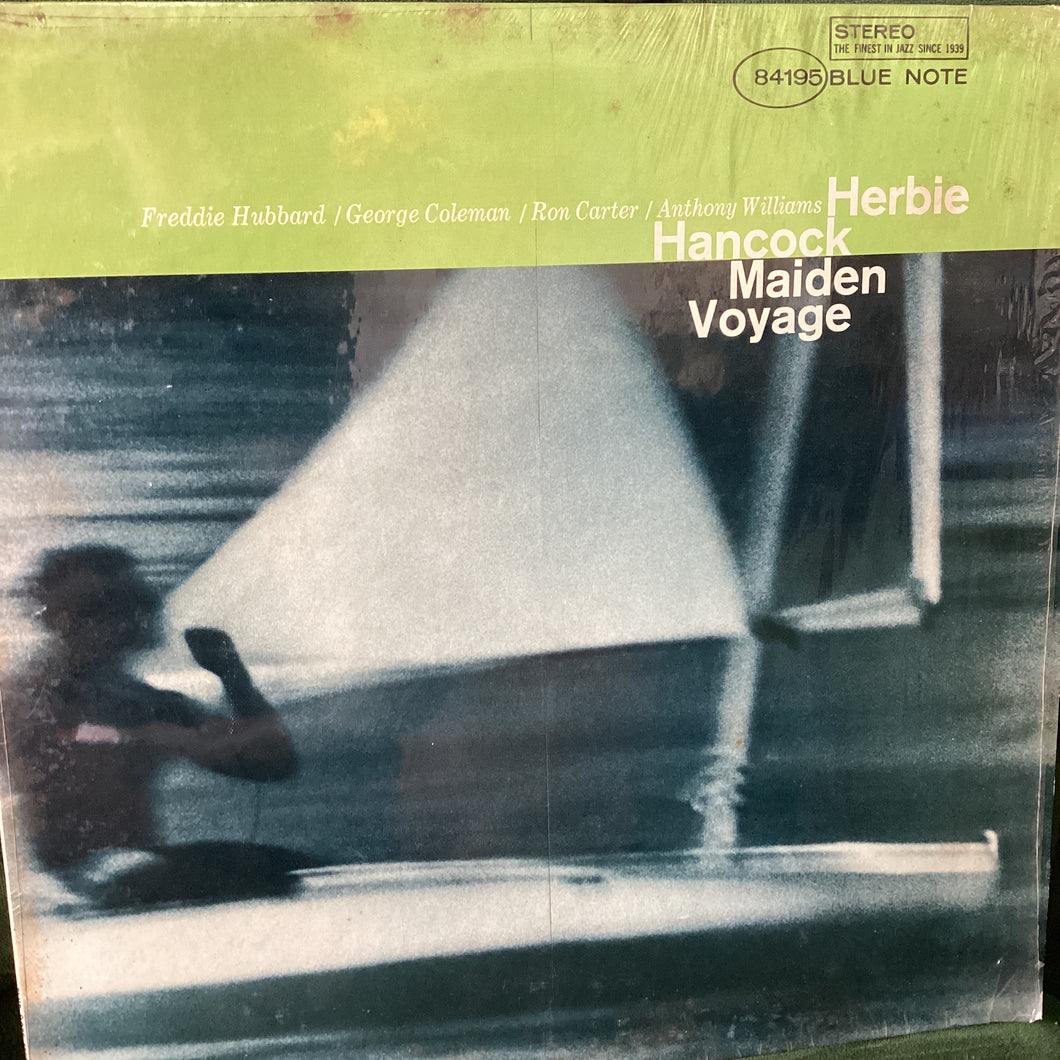 STEREO
THE FINEST IN JAZZ SINCE 1939
84195 BLUE NOTE
Freddie Hubbard / George Coleman / Ron Carter / Anthony Williams Herbie
Hancock
Maiden
Voyage